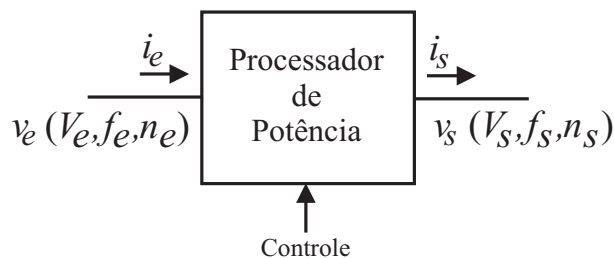 i_e
Processador
de
Potência
i_s
v_e (V_e,f_e,n_e)
v_s (V_s,f_s,n_s)
Controle